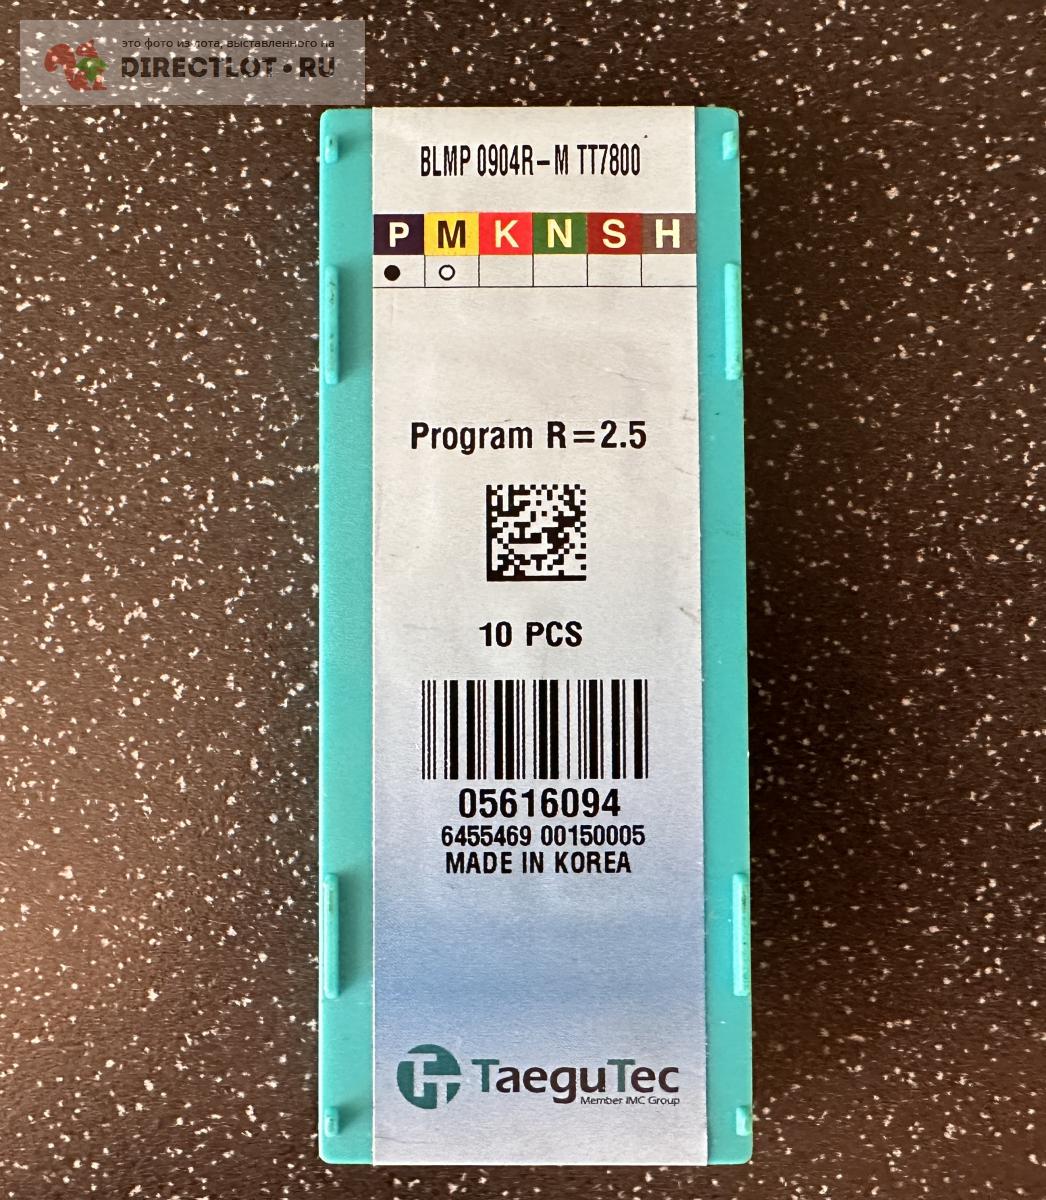 это фото из лота, выставленного на
DIRECTLOT•RU
BLMP 0904R-M TT7800
P M K N S H
Program R=2.5
10 PCS
05616094
6455469 00150005
MADE IN KOREA
TaeguTec
Member IMC Group